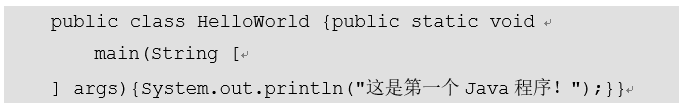 public class HelloWorld {public static void
main(String [
] args){System.out.println("这是第一个 Java 程序！");}}